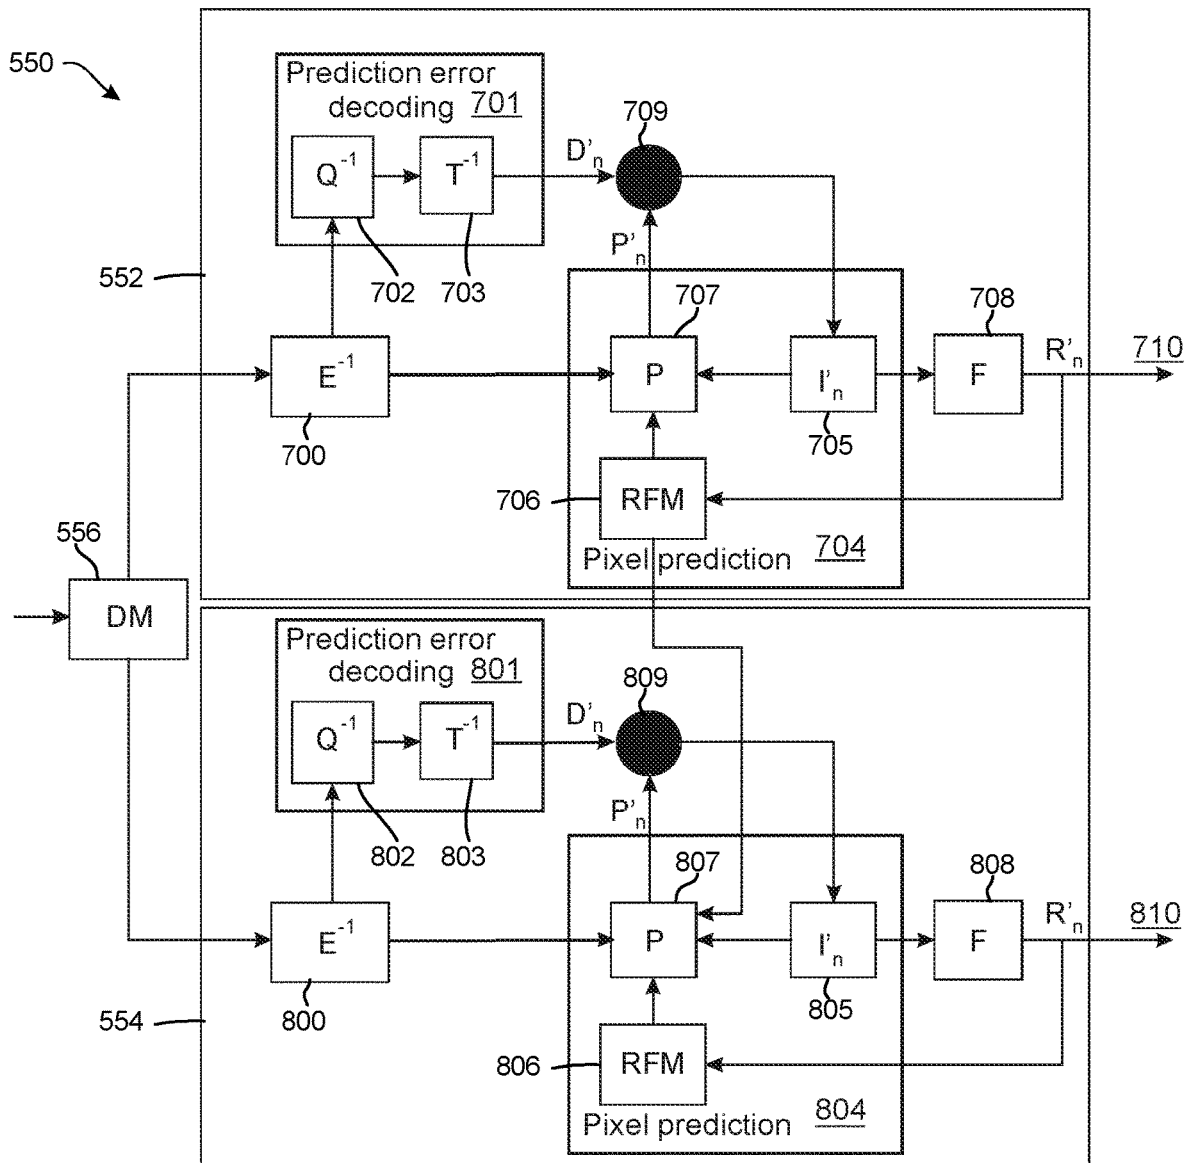 550
Prediction error
decoding 701
709
Q⁻¹
T⁻¹
D'ₙ
P'ₙ
552
702
703
707
708
R'ₙ
710
E⁻¹
P
I'ₙ
F
700
705
706
RFM
556
Pixel prediction 704
DM
Prediction error
decoding 801
809
Q⁻¹
T⁻¹
D'ₙ
P'ₙ
802
803
807
808
R'ₙ
810
E⁻¹
P
I'ₙ
F
554
800
805
806
RFM
Pixel prediction 804